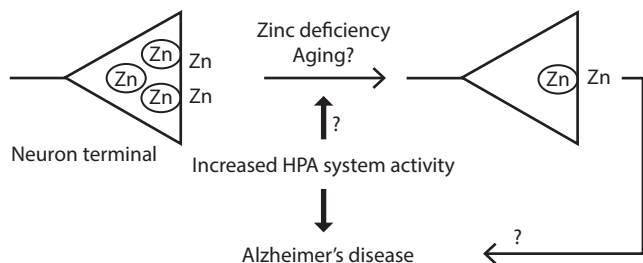 Zinc deficiency
Aging?
Zn
Zn
Zn
Zn
Zn
Zn
Zn
?
Neuron terminal
Increased HPA system activity
?
Alzheimer's disease